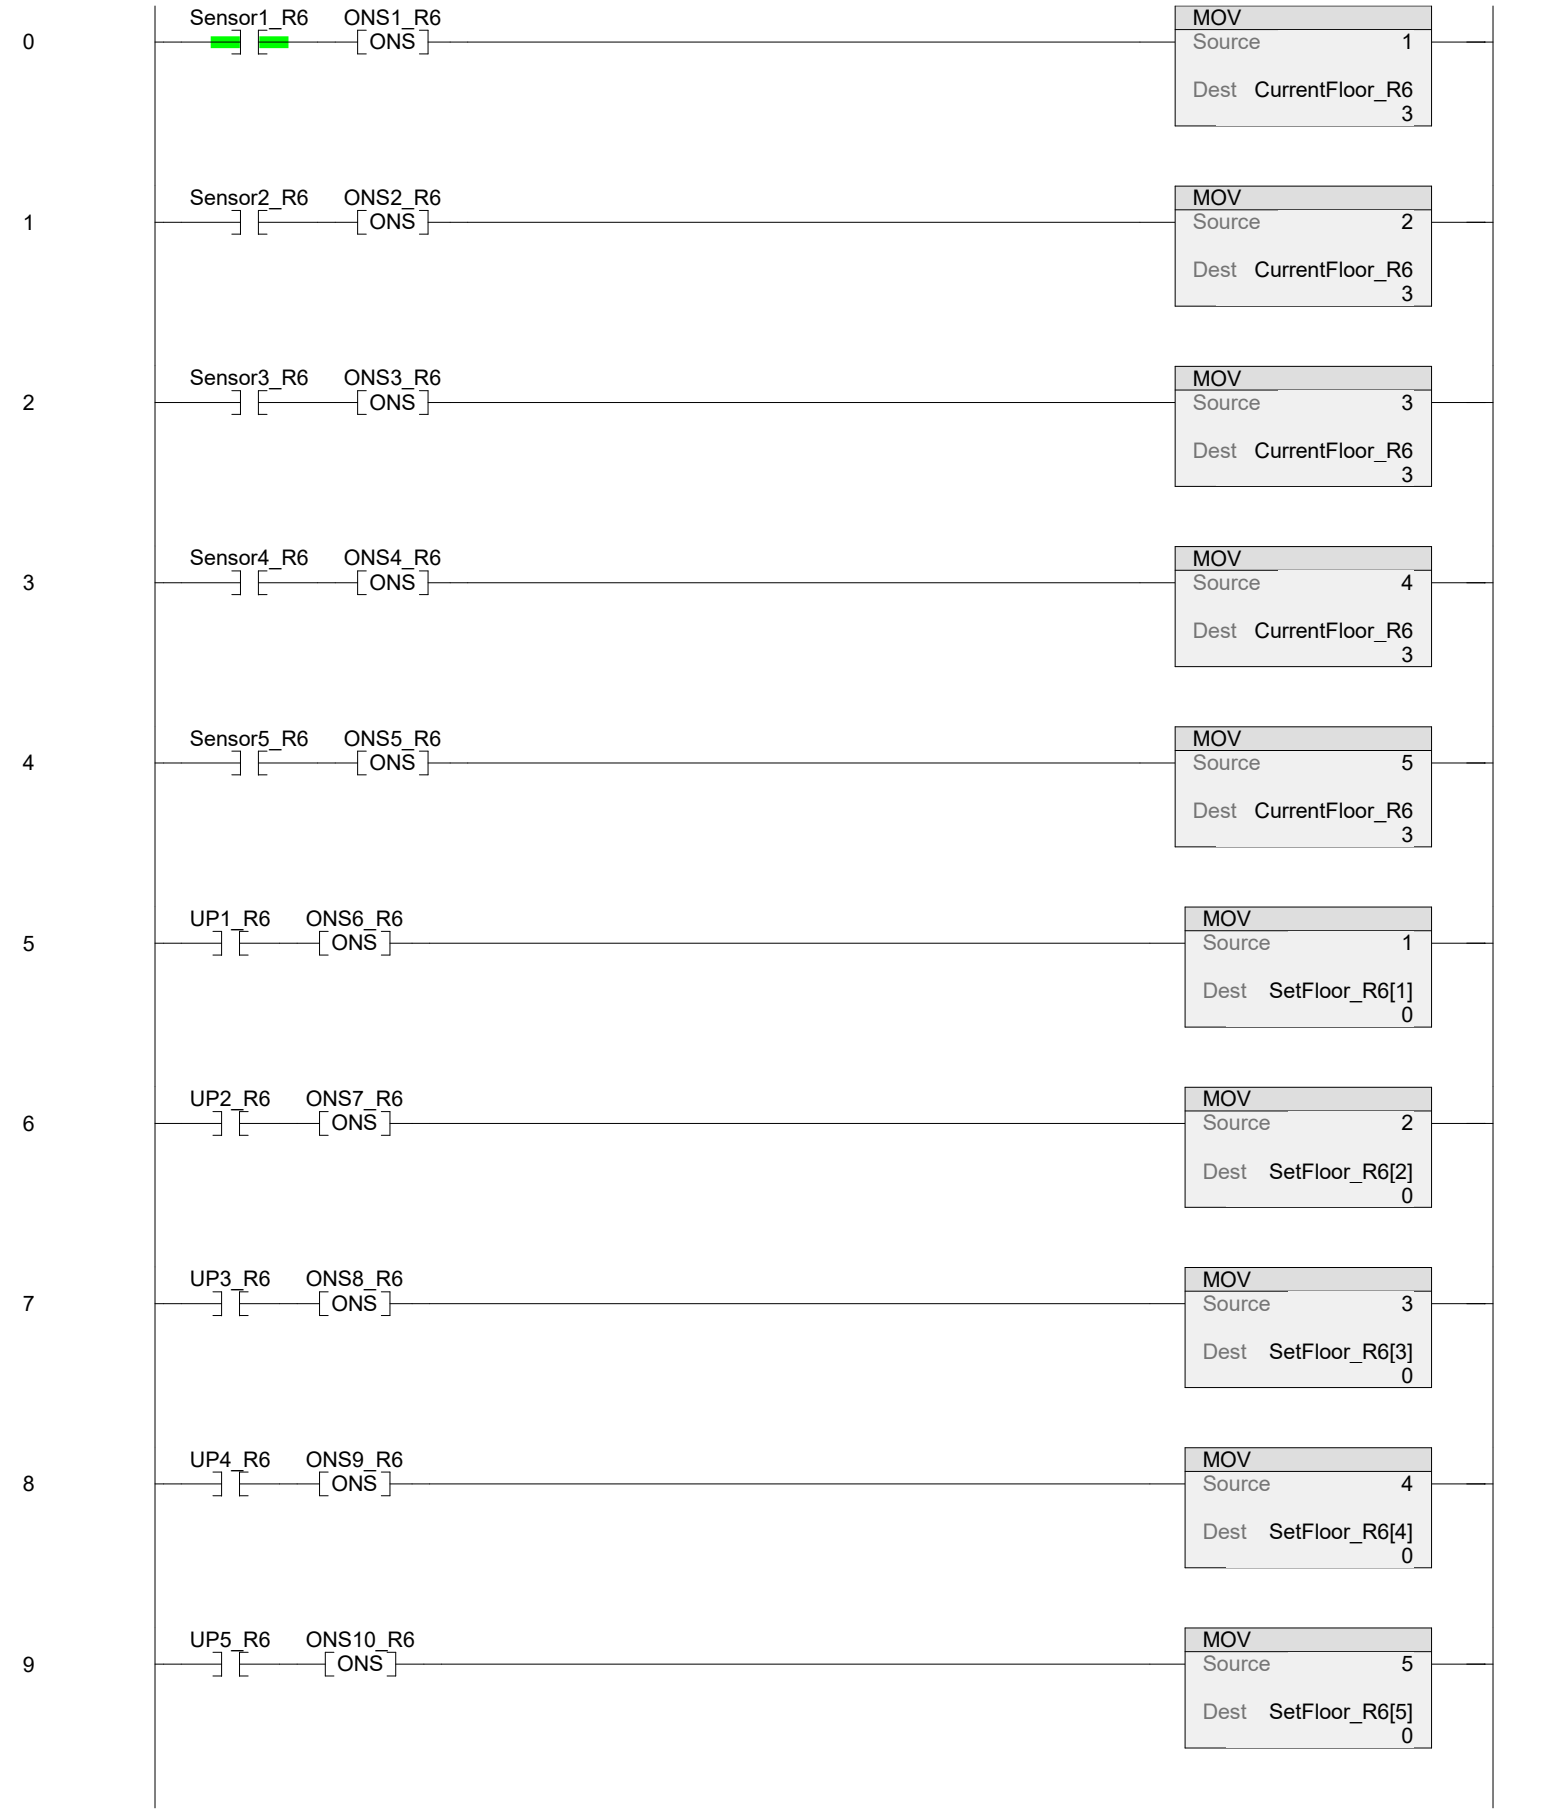 Sensor1_R6 ONS1_R6 MOV
0 ONS Source 1
Dest CurrentFloor_R6
3
Sensor2_R6 ONS2_R6 MOV
1 ONS Source 2
Dest CurrentFloor_R6
3
Sensor3_R6 ONS3_R6 MOV
2 ONS Source 3
Dest CurrentFloor_R6
3
Sensor4_R6 ONS4_R6 MOV
3 ONS Source 4
Dest CurrentFloor_R6
3
Sensor5_R6 ONS5_R6 MOV
4 ONS Source 5
Dest CurrentFloor_R6
3
UP1_R6 ONS6_R6 MOV
5 ONS Source 1
Dest SetFloor_R6[1]
0
UP2_R6 ONS7_R6 MOV
6 ONS Source 2
Dest SetFloor_R6[2]
0
UP3_R6 ONS8_R6 MOV
7 ONS Source 3
Dest SetFloor_R6[3]
0
UP4_R6 ONS9_R6 MOV
8 ONS Source 4
Dest SetFloor_R6[4]
0
UP5_R6 ONS10_R6 MOV
9 ONS Source 5
Dest SetFloor_R6[5]
0